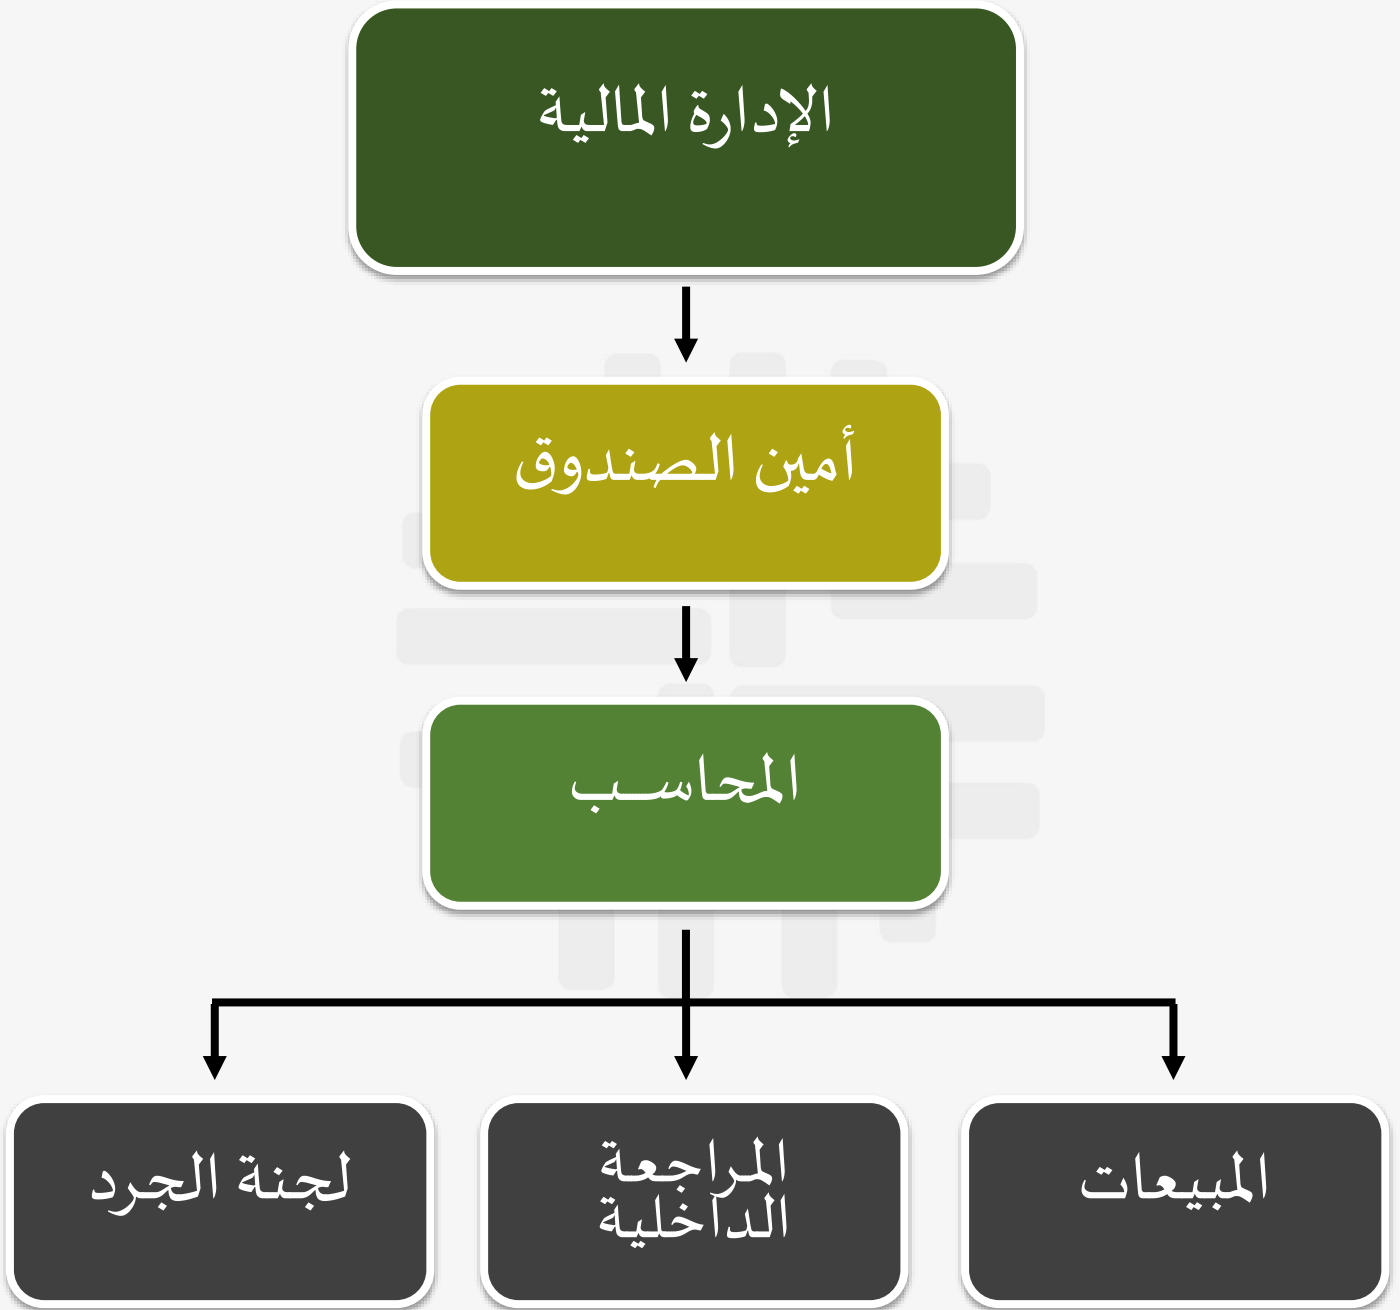 الإدارة المالية
أمين الصندوق
المحاسب
المبيعات
المراجعة
الداخلية
لجنة الجرد